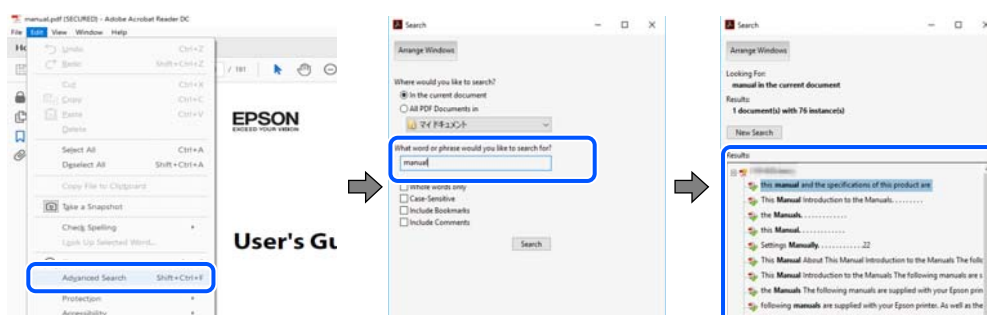 manual.pdf (SECURED) - Adobe Acrobat Reader DC
File Edit View Window Help
Undo Ctrl+Z
Redo Shift+Ctrl+Z
Cut Ctrl+X
Copy Ctrl+C
Paste Ctrl+V
Delete
Select All Ctrl+A
Deselect All Shift+Ctrl+A
Copy File to Clipboard
Take a Snapshot
Check Spelling
Look Up Selected Word...
Advanced Search Shift+Ctrl+F
Protection
Accessibility
/ 191
EPSON
EXCEED YOUR VISION
User's Gu
Search
Arrange Windows
Where would you like to search?
In the current document
All PDF Documents in
マイ ドキュメント
What word or phrase would you like to search for?
manual
Whole words only
Case-Sensitive
Include Bookmarks
Include Comments
Search
Search
Arrange Windows
Looking For:
manual in the current document
Results:
1 document(s) with 76 instance(s)
New Search
Results:
this manual and the specifications of this product are
This Manual Introduction to the Manuals.........
the Manuals.............
this Manual.............
Settings Manually.............22
This Manual About This Manual Introduction to the Manuals The follo
This Manual Introduction to the Manuals The following manuals are s
the Manuals The following manuals are supplied with your Epson prin
following manuals are supplied with your Epson printer. As well as the